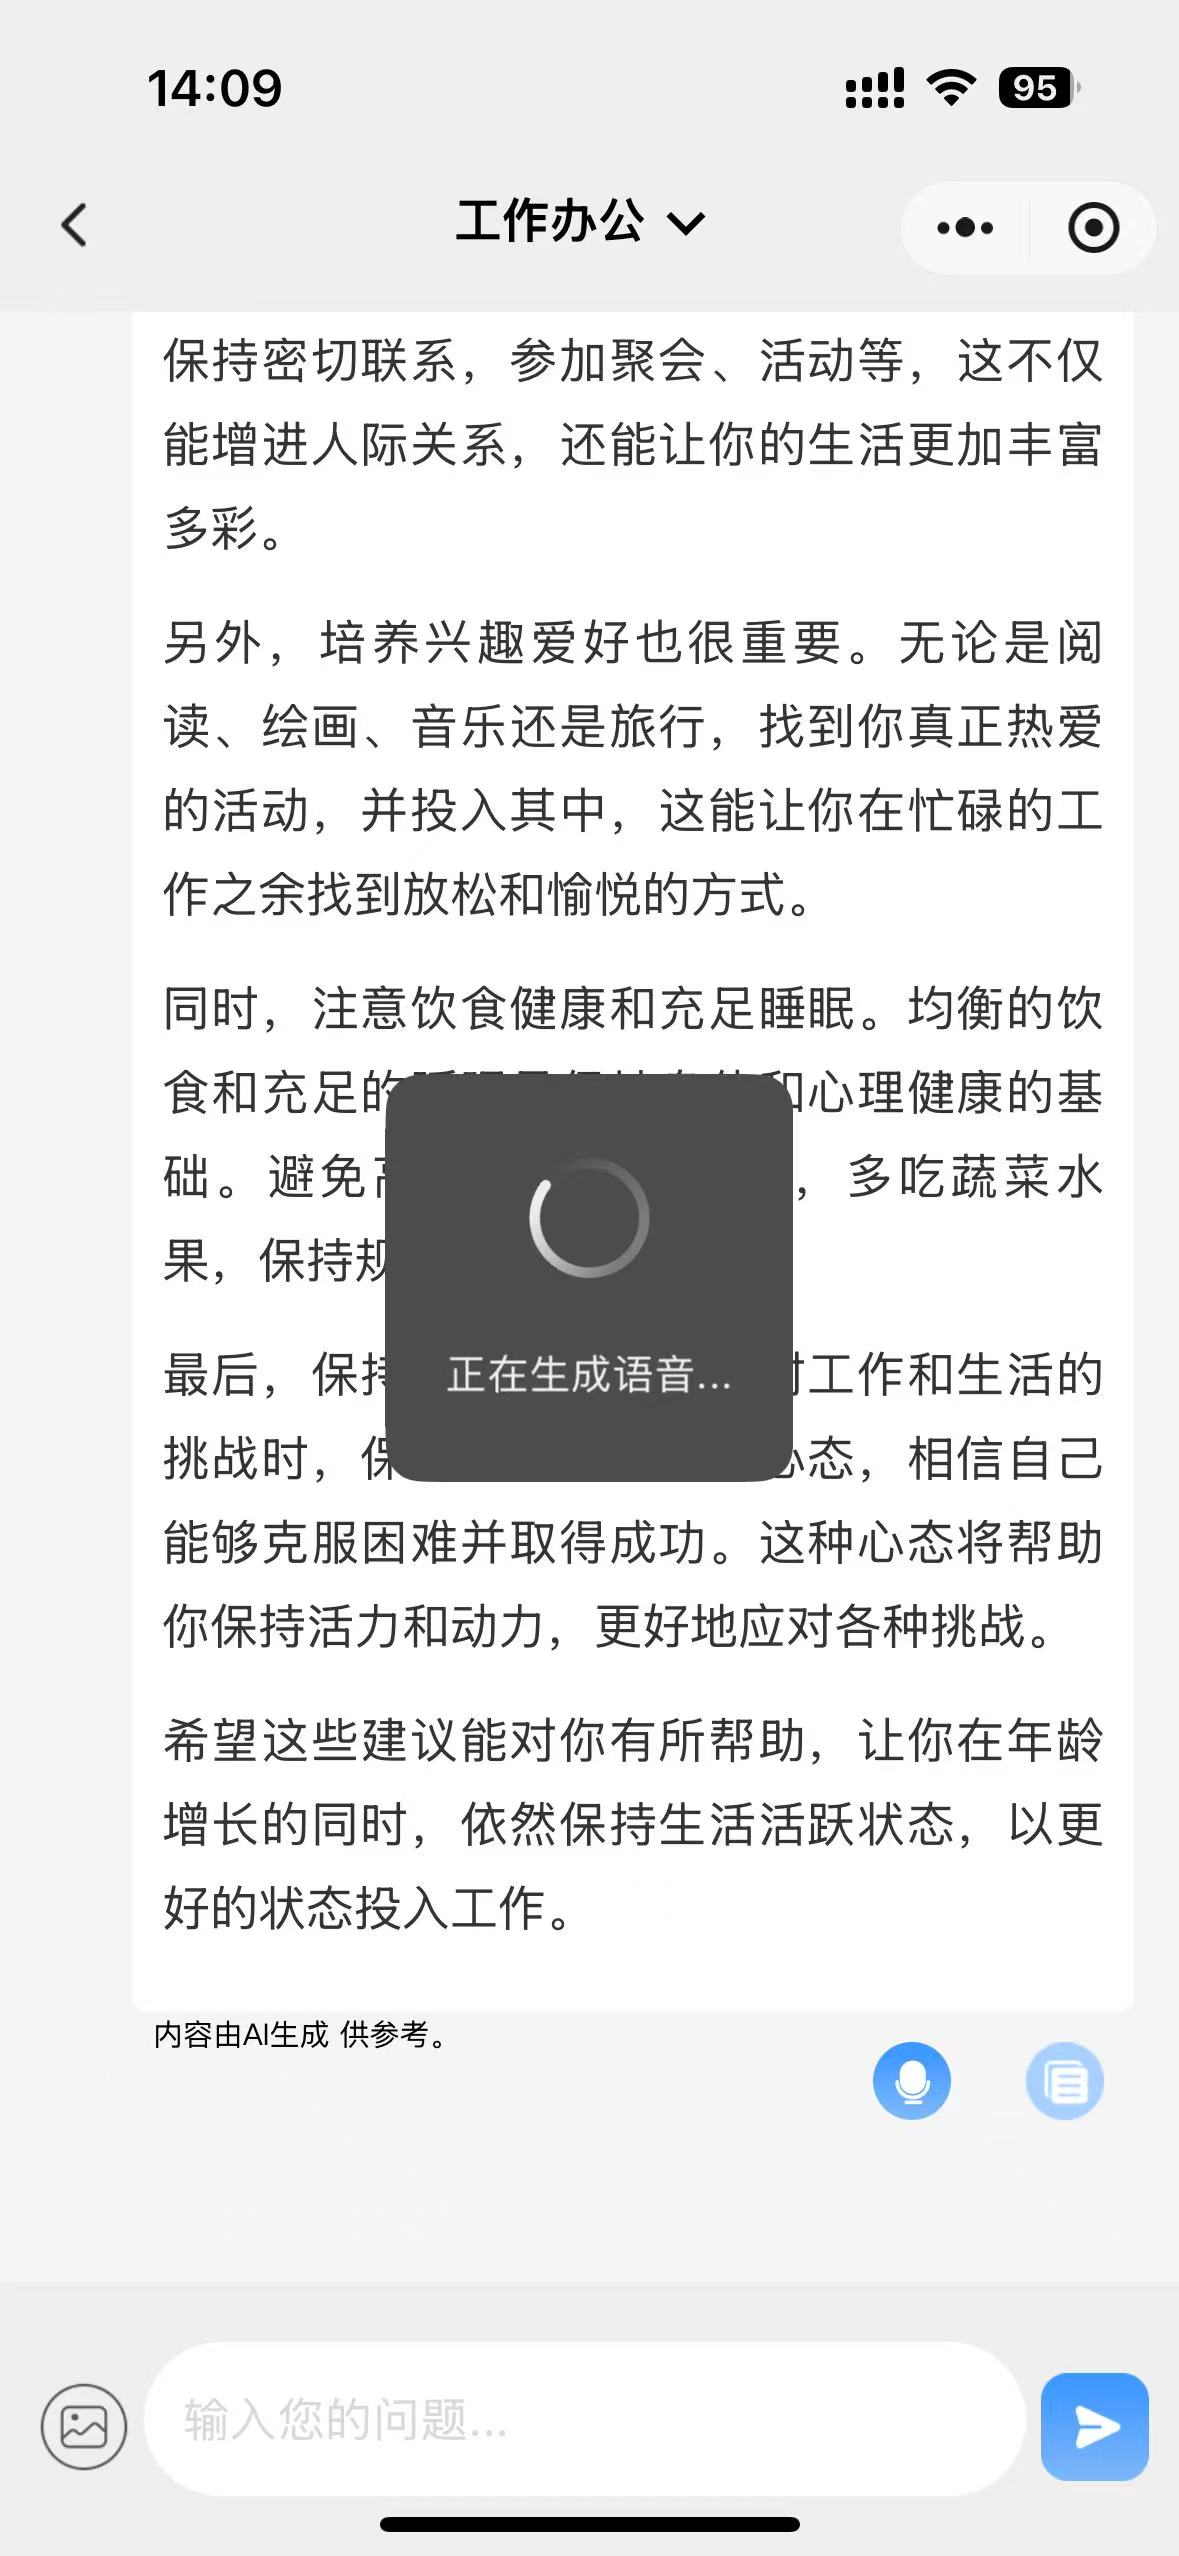 14:09
95
工作办公
保持密切联系，参加聚会、活动等，这不仅
能增进人际关系，还能让你的生活更加丰富
多彩。
另外，培养兴趣爱好也很重要。无论是阅
读、绘画、音乐还是旅行，找到你真正热爱
的活动，并投入其中，这能让你在忙碌的工
作之余找到放松和愉悦的方式。
同时，注意饮食健康和充足睡眠。均衡的饮
食和充足的 和心理健康的基
础。避免 ，多吃蔬菜水
果，保持规
最后，保持 对工作和生活的
挑战时，保 心态，相信自己
能够克服困难并取得成功。这种心态将帮助
你保持活力和动力，更好地应对各种挑战。
希望这些建议能对你有所帮助，让你在年龄
增长的同时，依然保持生活活跃状态，以更
好的状态投入工作。
正在生成语音...
内容由AI生成 供参考。
输入您的问题...